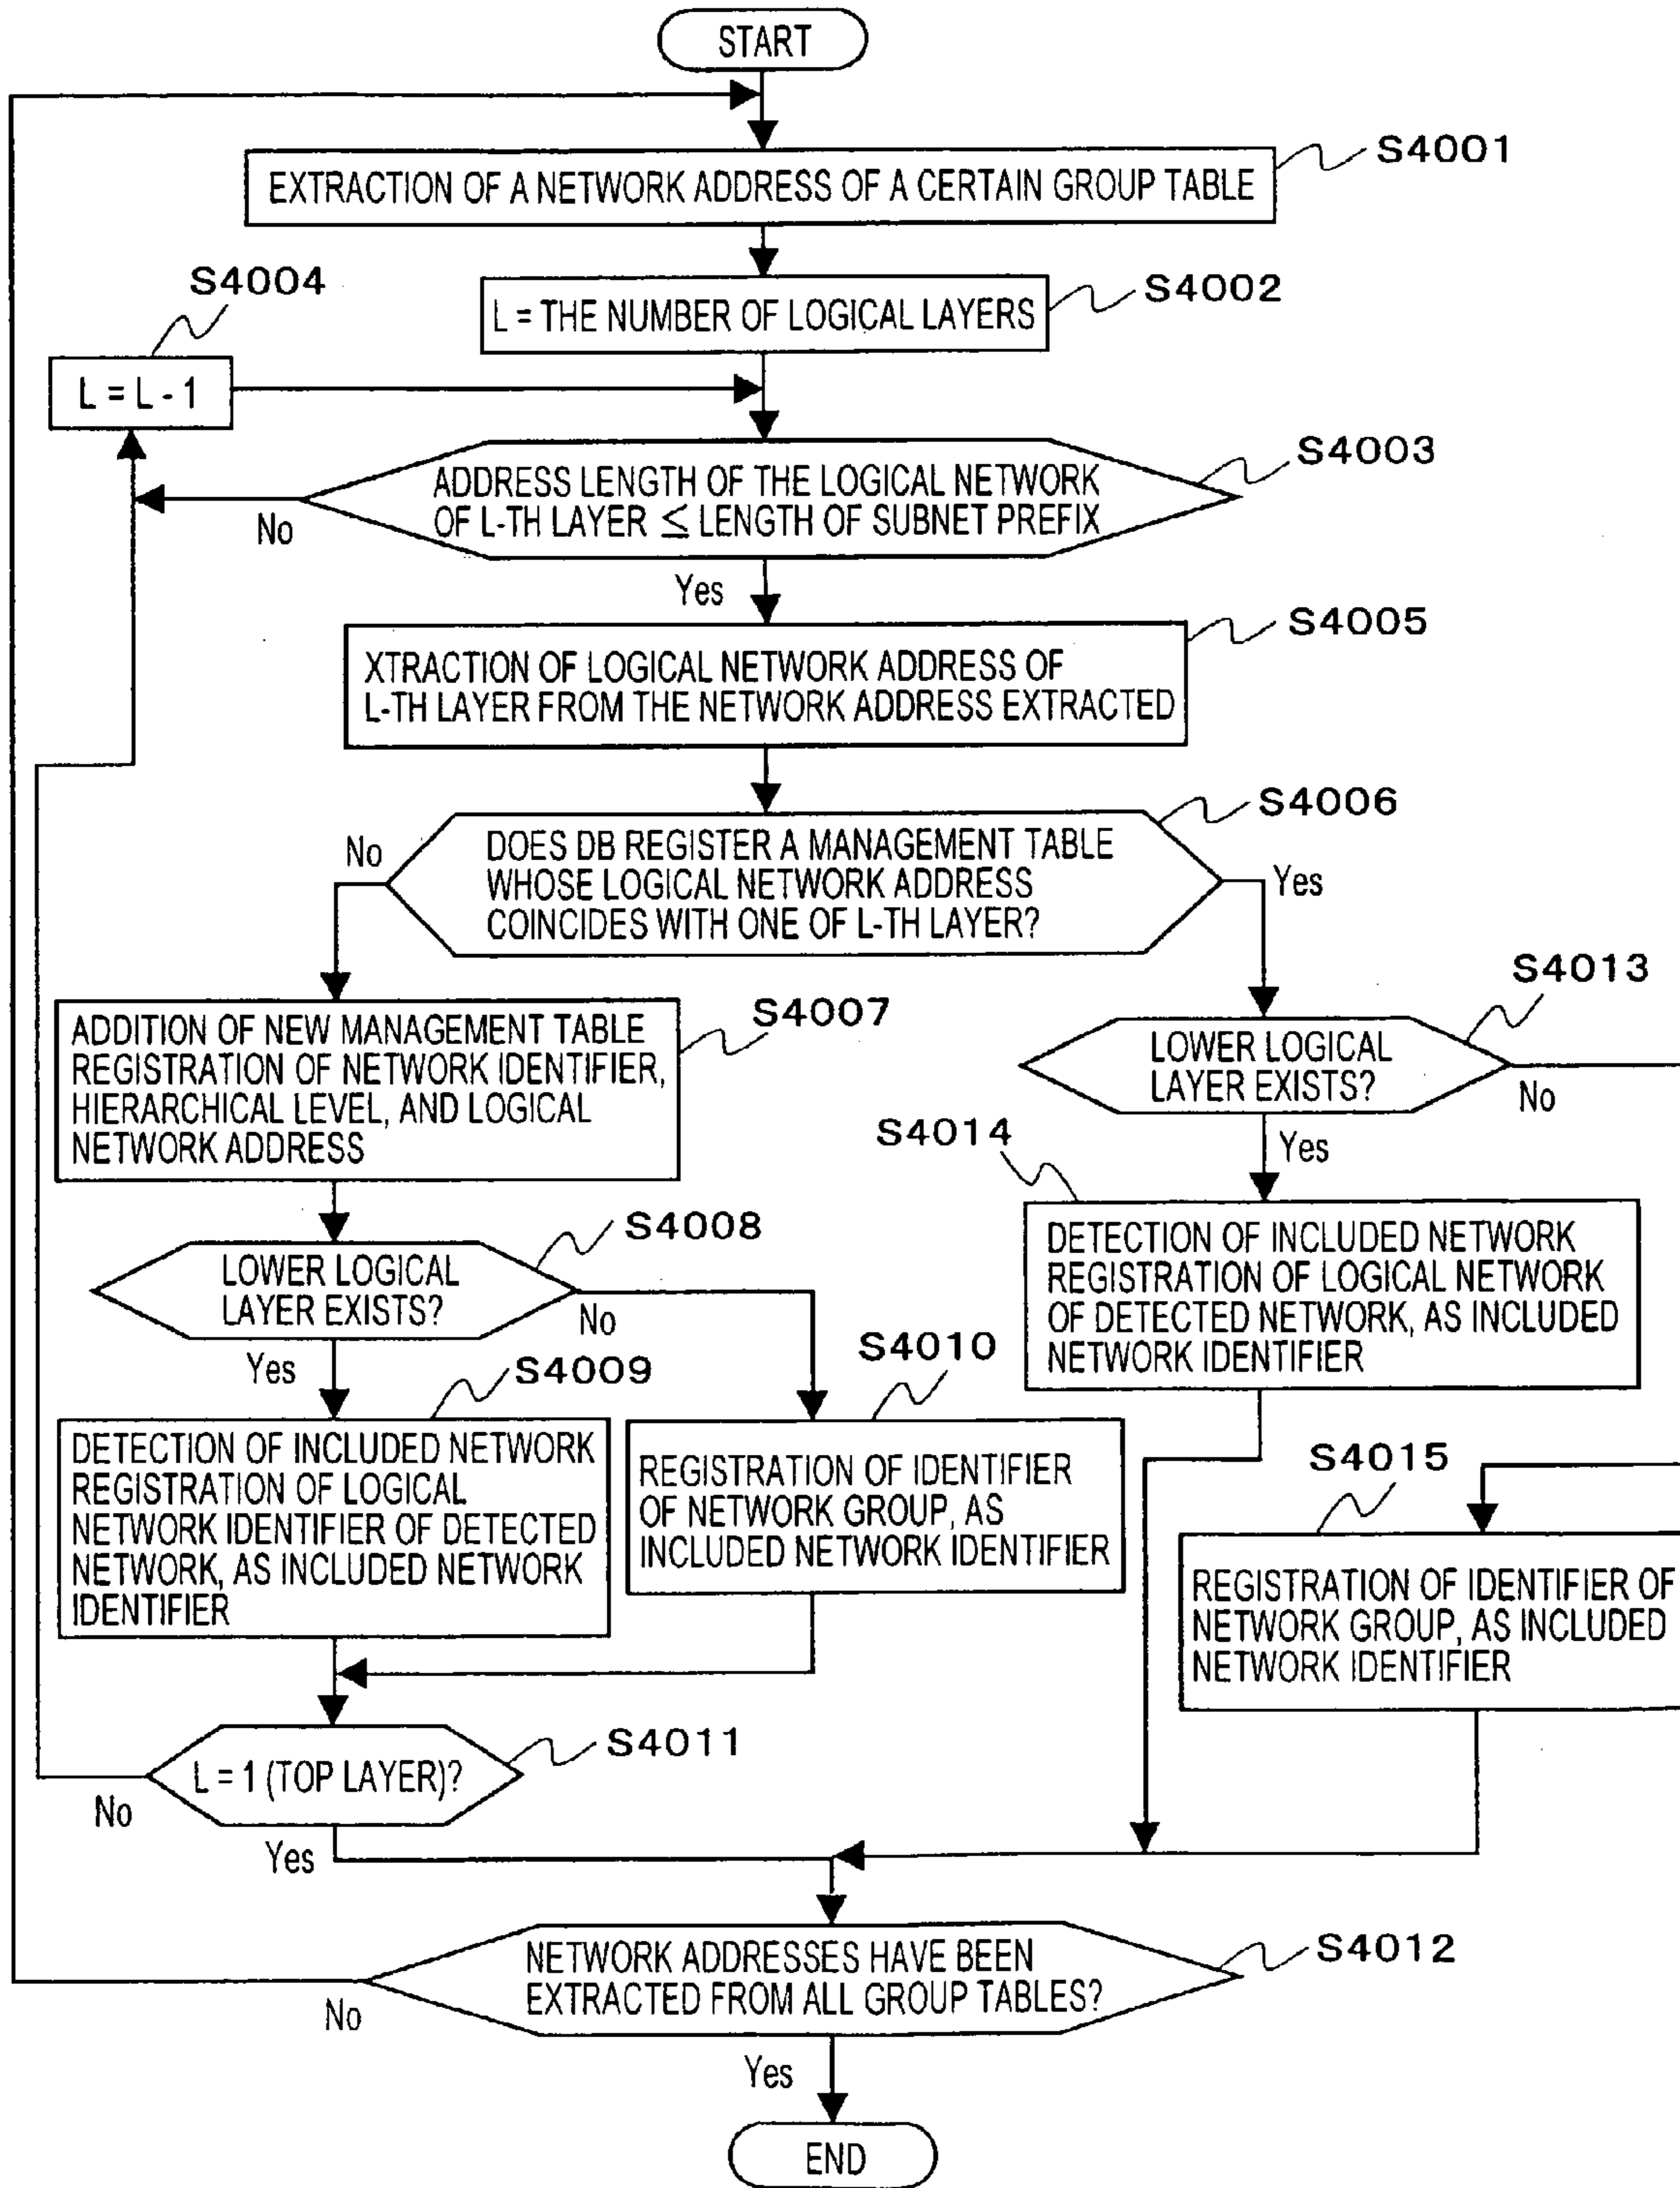 START
S4001
EXTRACTION OF A NETWORK ADDRESS OF A CERTAIN GROUP TABLE
S4004
S4002
L = THE NUMBER OF LOGICAL LAYERS
L = L - 1
S4003
ADDRESS LENGTH OF THE LOGICAL NETWORK
OF L-TH LAYER ≦ LENGTH OF SUBNET PREFIX
No
Yes
S4005
XTRACTION OF LOGICAL NETWORK ADDRESS OF
L-TH LAYER FROM THE NETWORK ADDRESS EXTRACTED
S4006
No
DOES DB REGISTER A MANAGEMENT TABLE
WHOSE LOGICAL NETWORK ADDRESS
COINCIDES WITH ONE OF L-TH LAYER?
Yes
S4013
S4007
ADDITION OF NEW MANAGEMENT TABLE
REGISTRATION OF NETWORK IDENTIFIER,
HIERARCHICAL LEVEL, AND LOGICAL
NETWORK ADDRESS
LOWER LOGICAL
LAYER EXISTS?
No
S4014
Yes
S4008
LOWER LOGICAL
LAYER EXISTS?
No
Yes
DETECTION OF INCLUDED NETWORK
REGISTRATION OF LOGICAL NETWORK
OF DETECTED NETWORK, AS INCLUDED
NETWORK IDENTIFIER
S4009
S4010
DETECTION OF INCLUDED NETWORK
REGISTRATION OF LOGICAL
NETWORK IDENTIFIER OF DETECTED
NETWORK, AS INCLUDED NETWORK
IDENTIFIER
REGISTRATION OF IDENTIFIER
OF NETWORK GROUP, AS
INCLUDED NETWORK IDENTIFIER
S4015
REGISTRATION OF IDENTIFIER OF
NETWORK GROUP, AS INCLUDED
NETWORK IDENTIFIER
S4011
L = 1 (TOP LAYER)?
No
Yes
S4012
NETWORK ADDRESSES HAVE BEEN
EXTRACTED FROM ALL GROUP TABLES?
No
Yes
END